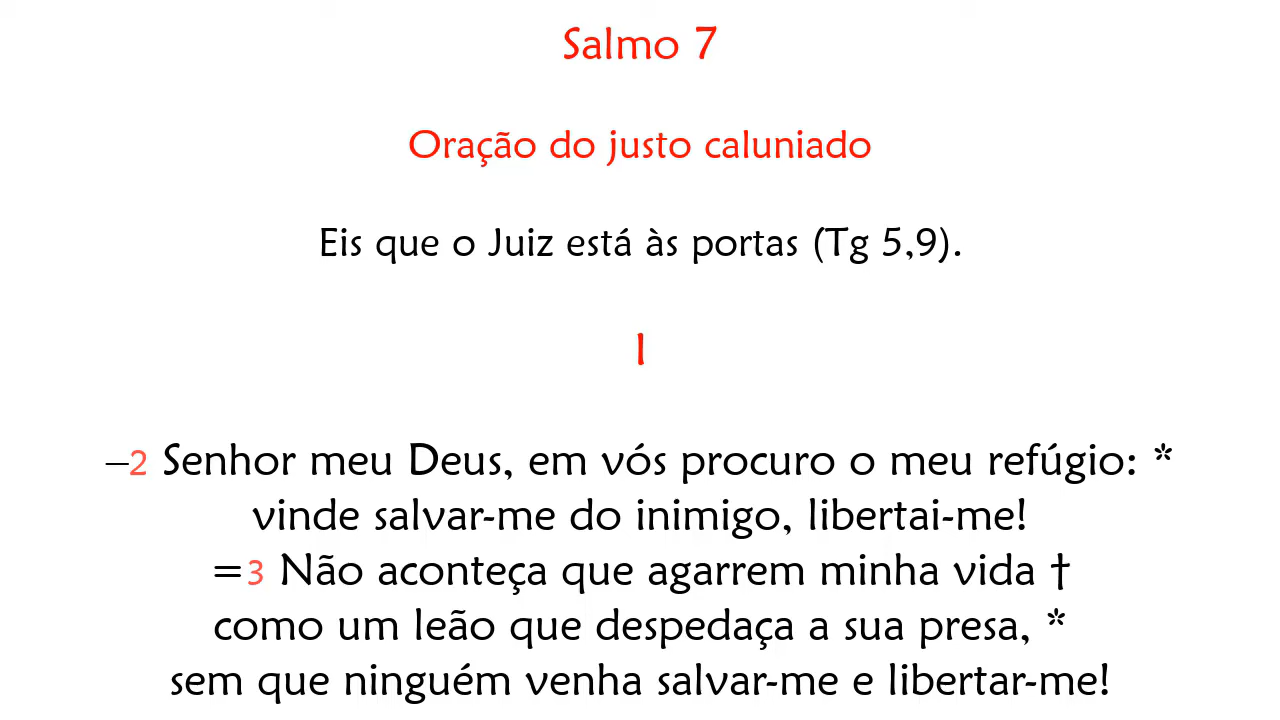 Salmo 7
Oração do justo caluniado
Eis que o Juiz está às portas (Tg 5,9).
I
–2 Senhor meu Deus, em vós procuro o meu refúgio: *
vinde salvar-me do inimigo, libertai-me!
=3 Não aconteça que agarrem minha vida †
como um leão que despedaça a sua presa, *
sem que ninguém venha salvar-me e libertar-me!